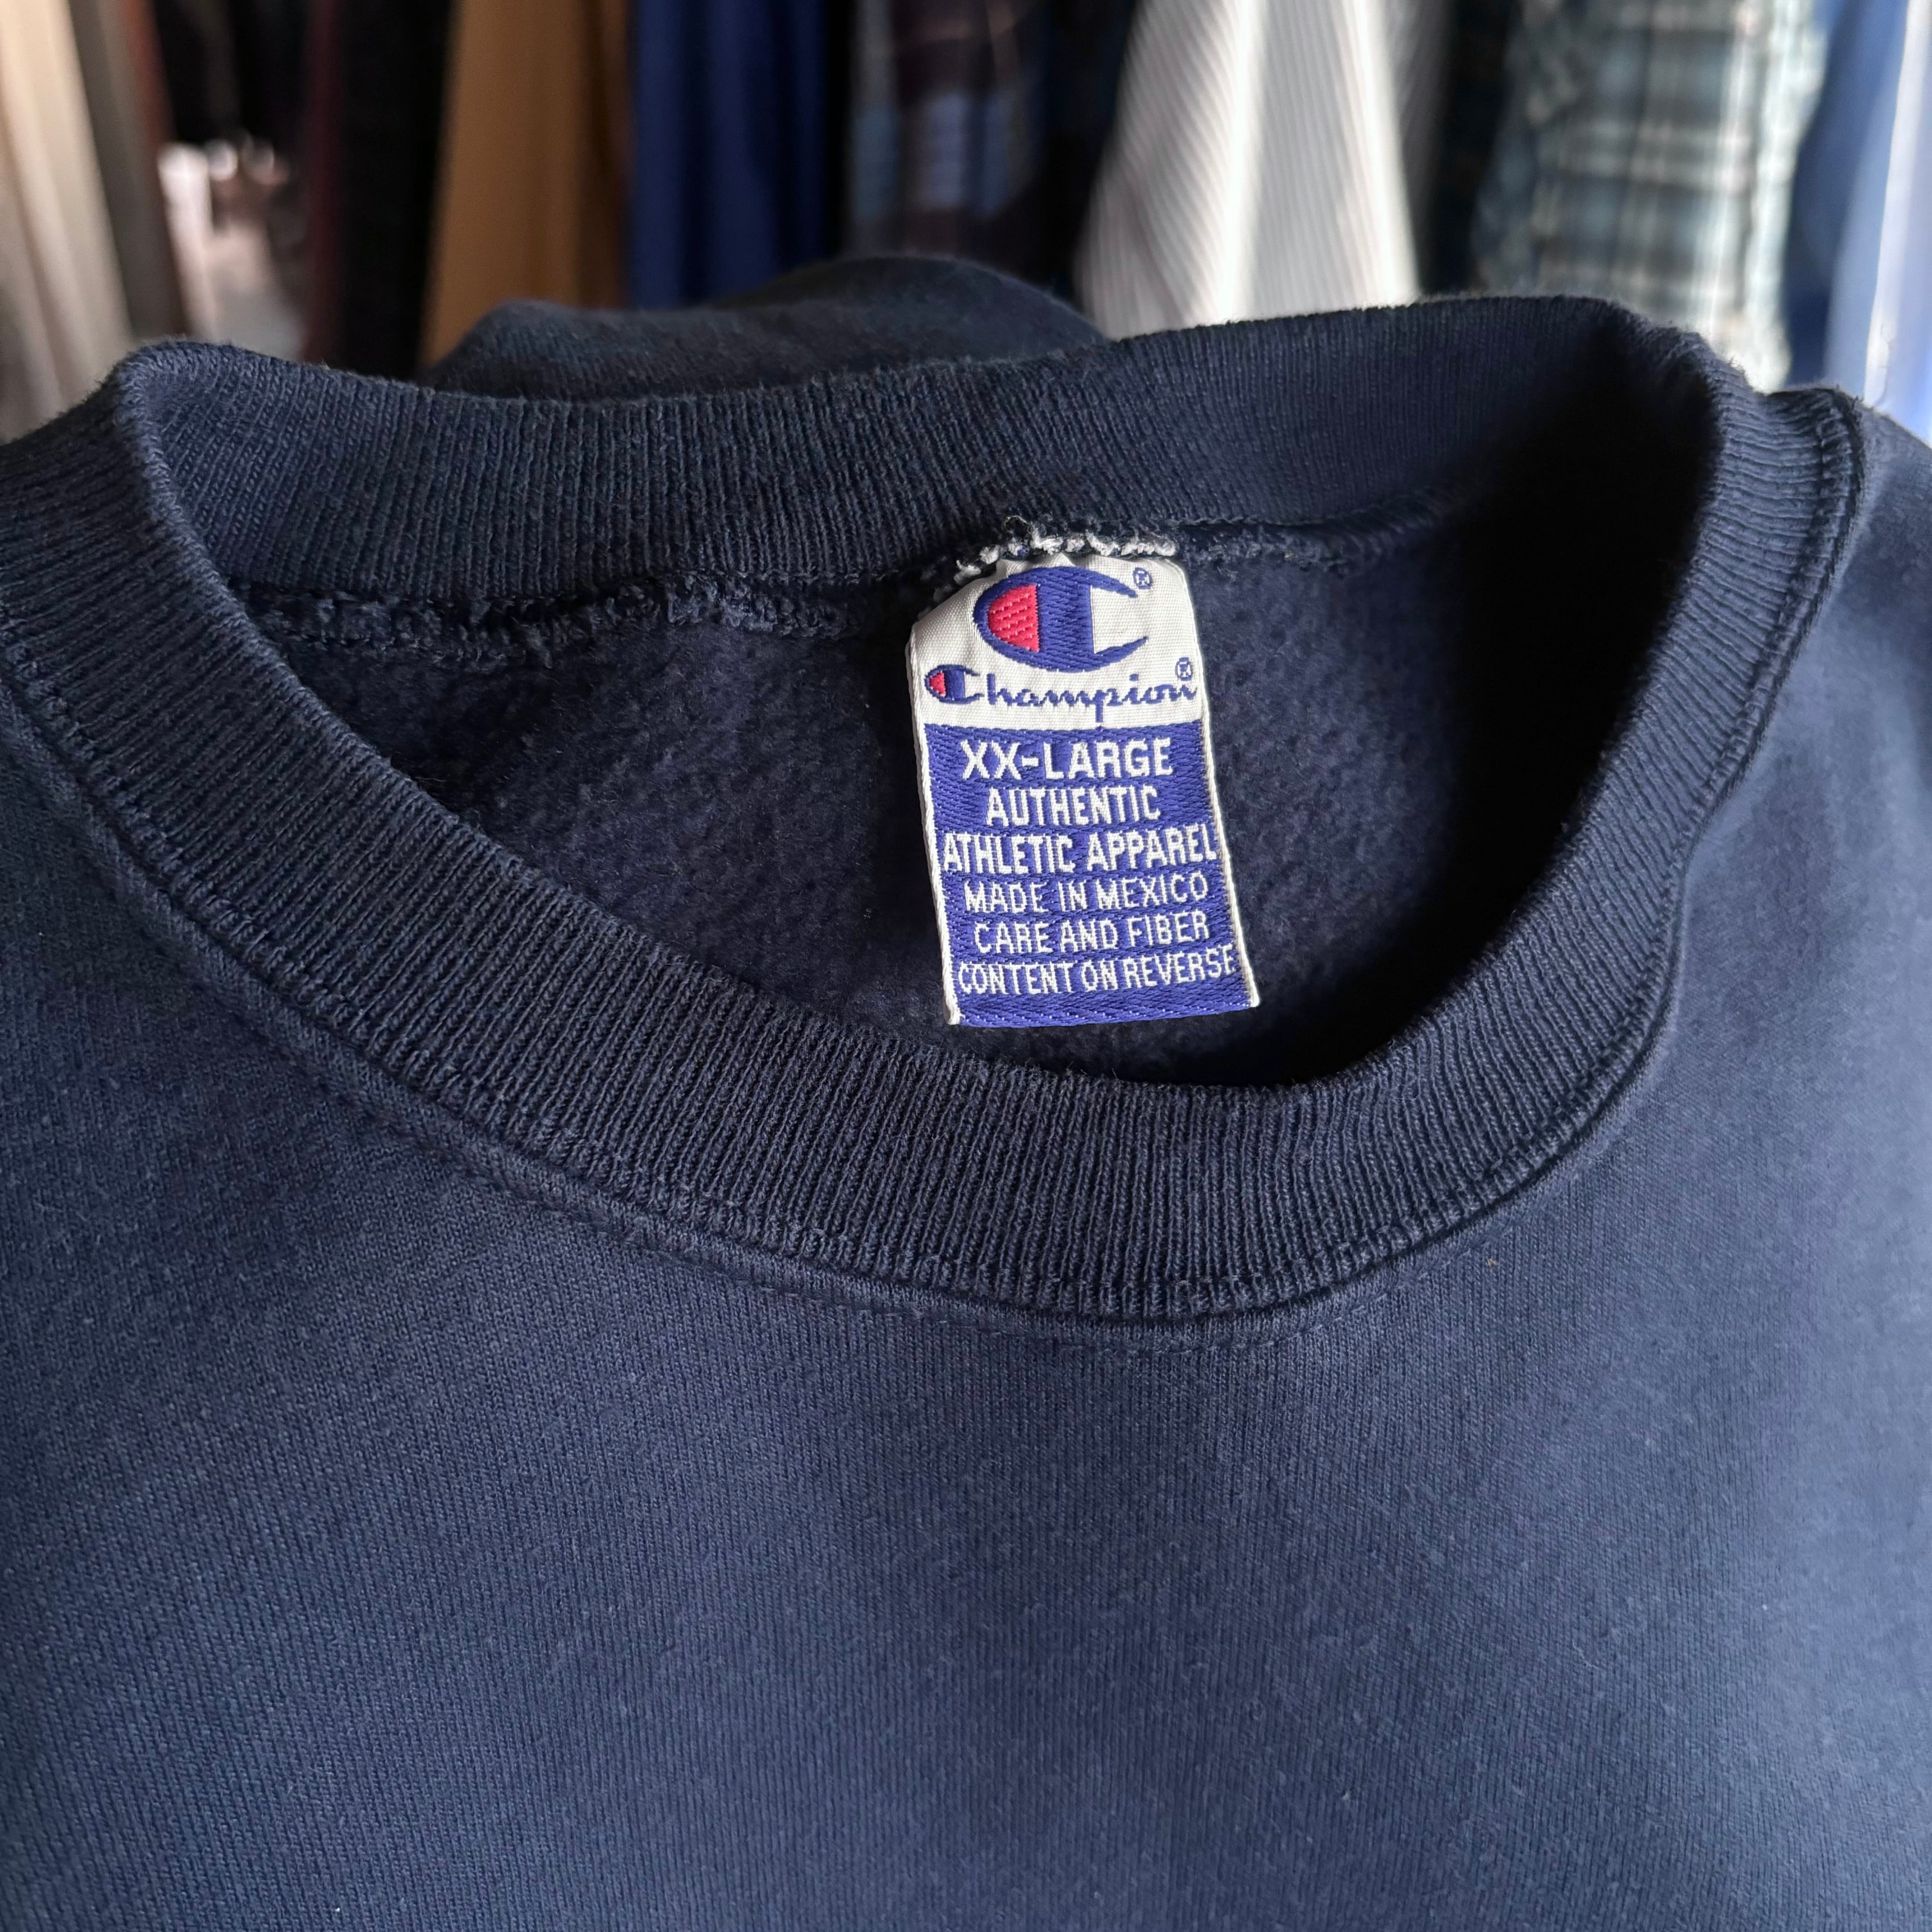 C®
Champion®
XX-LARGE
AUTHENTIC
ATHLETIC APPAREL
MADE IN MEXICO
CARE AND FIBER
CONTENT ON REVERSE